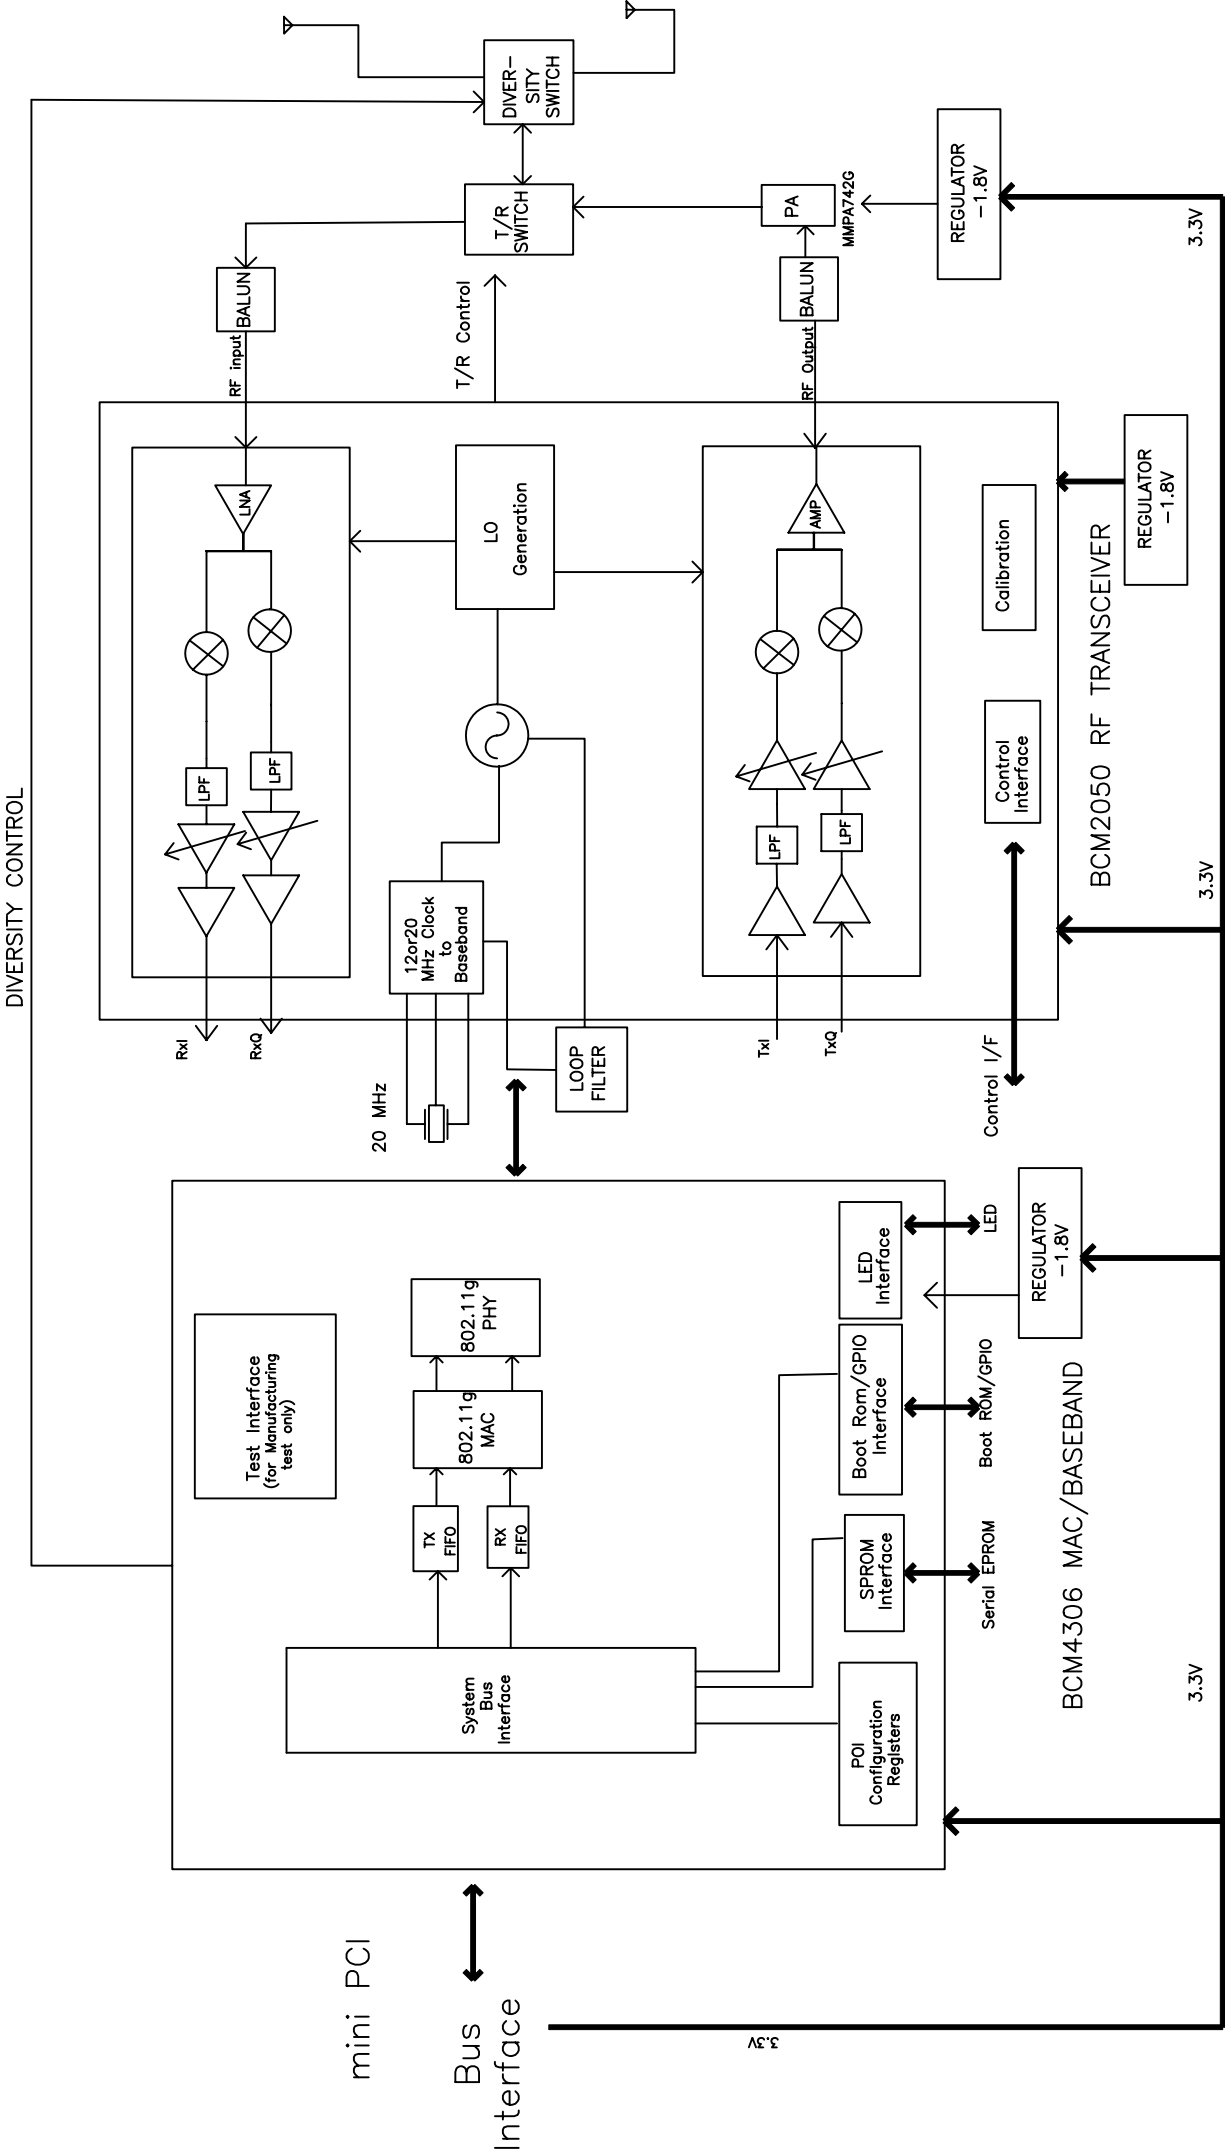 DIVERSITY CONTROL
mini PCI
Bus
Interface
Test Interface
(for Manufacturing
test only)
System
Bus
Interface
TX
FIFO
RX
FIFO
802.11g
MAC
802.11g
PHY
POI
Configuration
Registers
SPROM
Interface
Boot Rom/GPIO
Interface
LED
Interface
Serial EPROM
Boot ROM/GPIO
LED
REGULATOR
-1.8V
BCM4306 MAC/BASEBAND
3.3V
3.3V
20 MHz
LOOP
FILTER
Control I/F
RxI
RxQ
TxI
TxQ
12or20
MHz Clock
to
Baseband
LPF
LPF
LNA
LO
Generation
LPF
LPF
AMP
Control
Interface
Calibration
BCM2050 RF TRANSCEIVER
REGULATOR
-1.8V
3.3V
RF input
BALUN
T/R Control
T/R
SWITCH
RF Output
BALUN
PA
MMPA742G
REGULATOR
-1.8V
3.3V
DIVER-
SITY
SWITCH